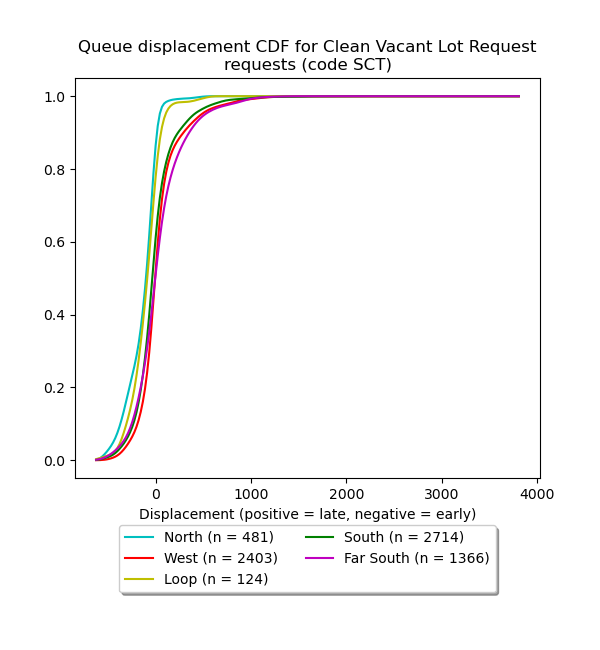 Queue displacement CDF for Clean Vacant Lot Request
requests (code SCT)
1.0
0.8
0.6
0.4
0.2
0.0
0 1000 2000 3000 4000
Displacement (positive = late, negative = early)
North (n = 481) South (n = 2714)
West (n = 2403) Far South (n = 1366)
Loop (n = 124)